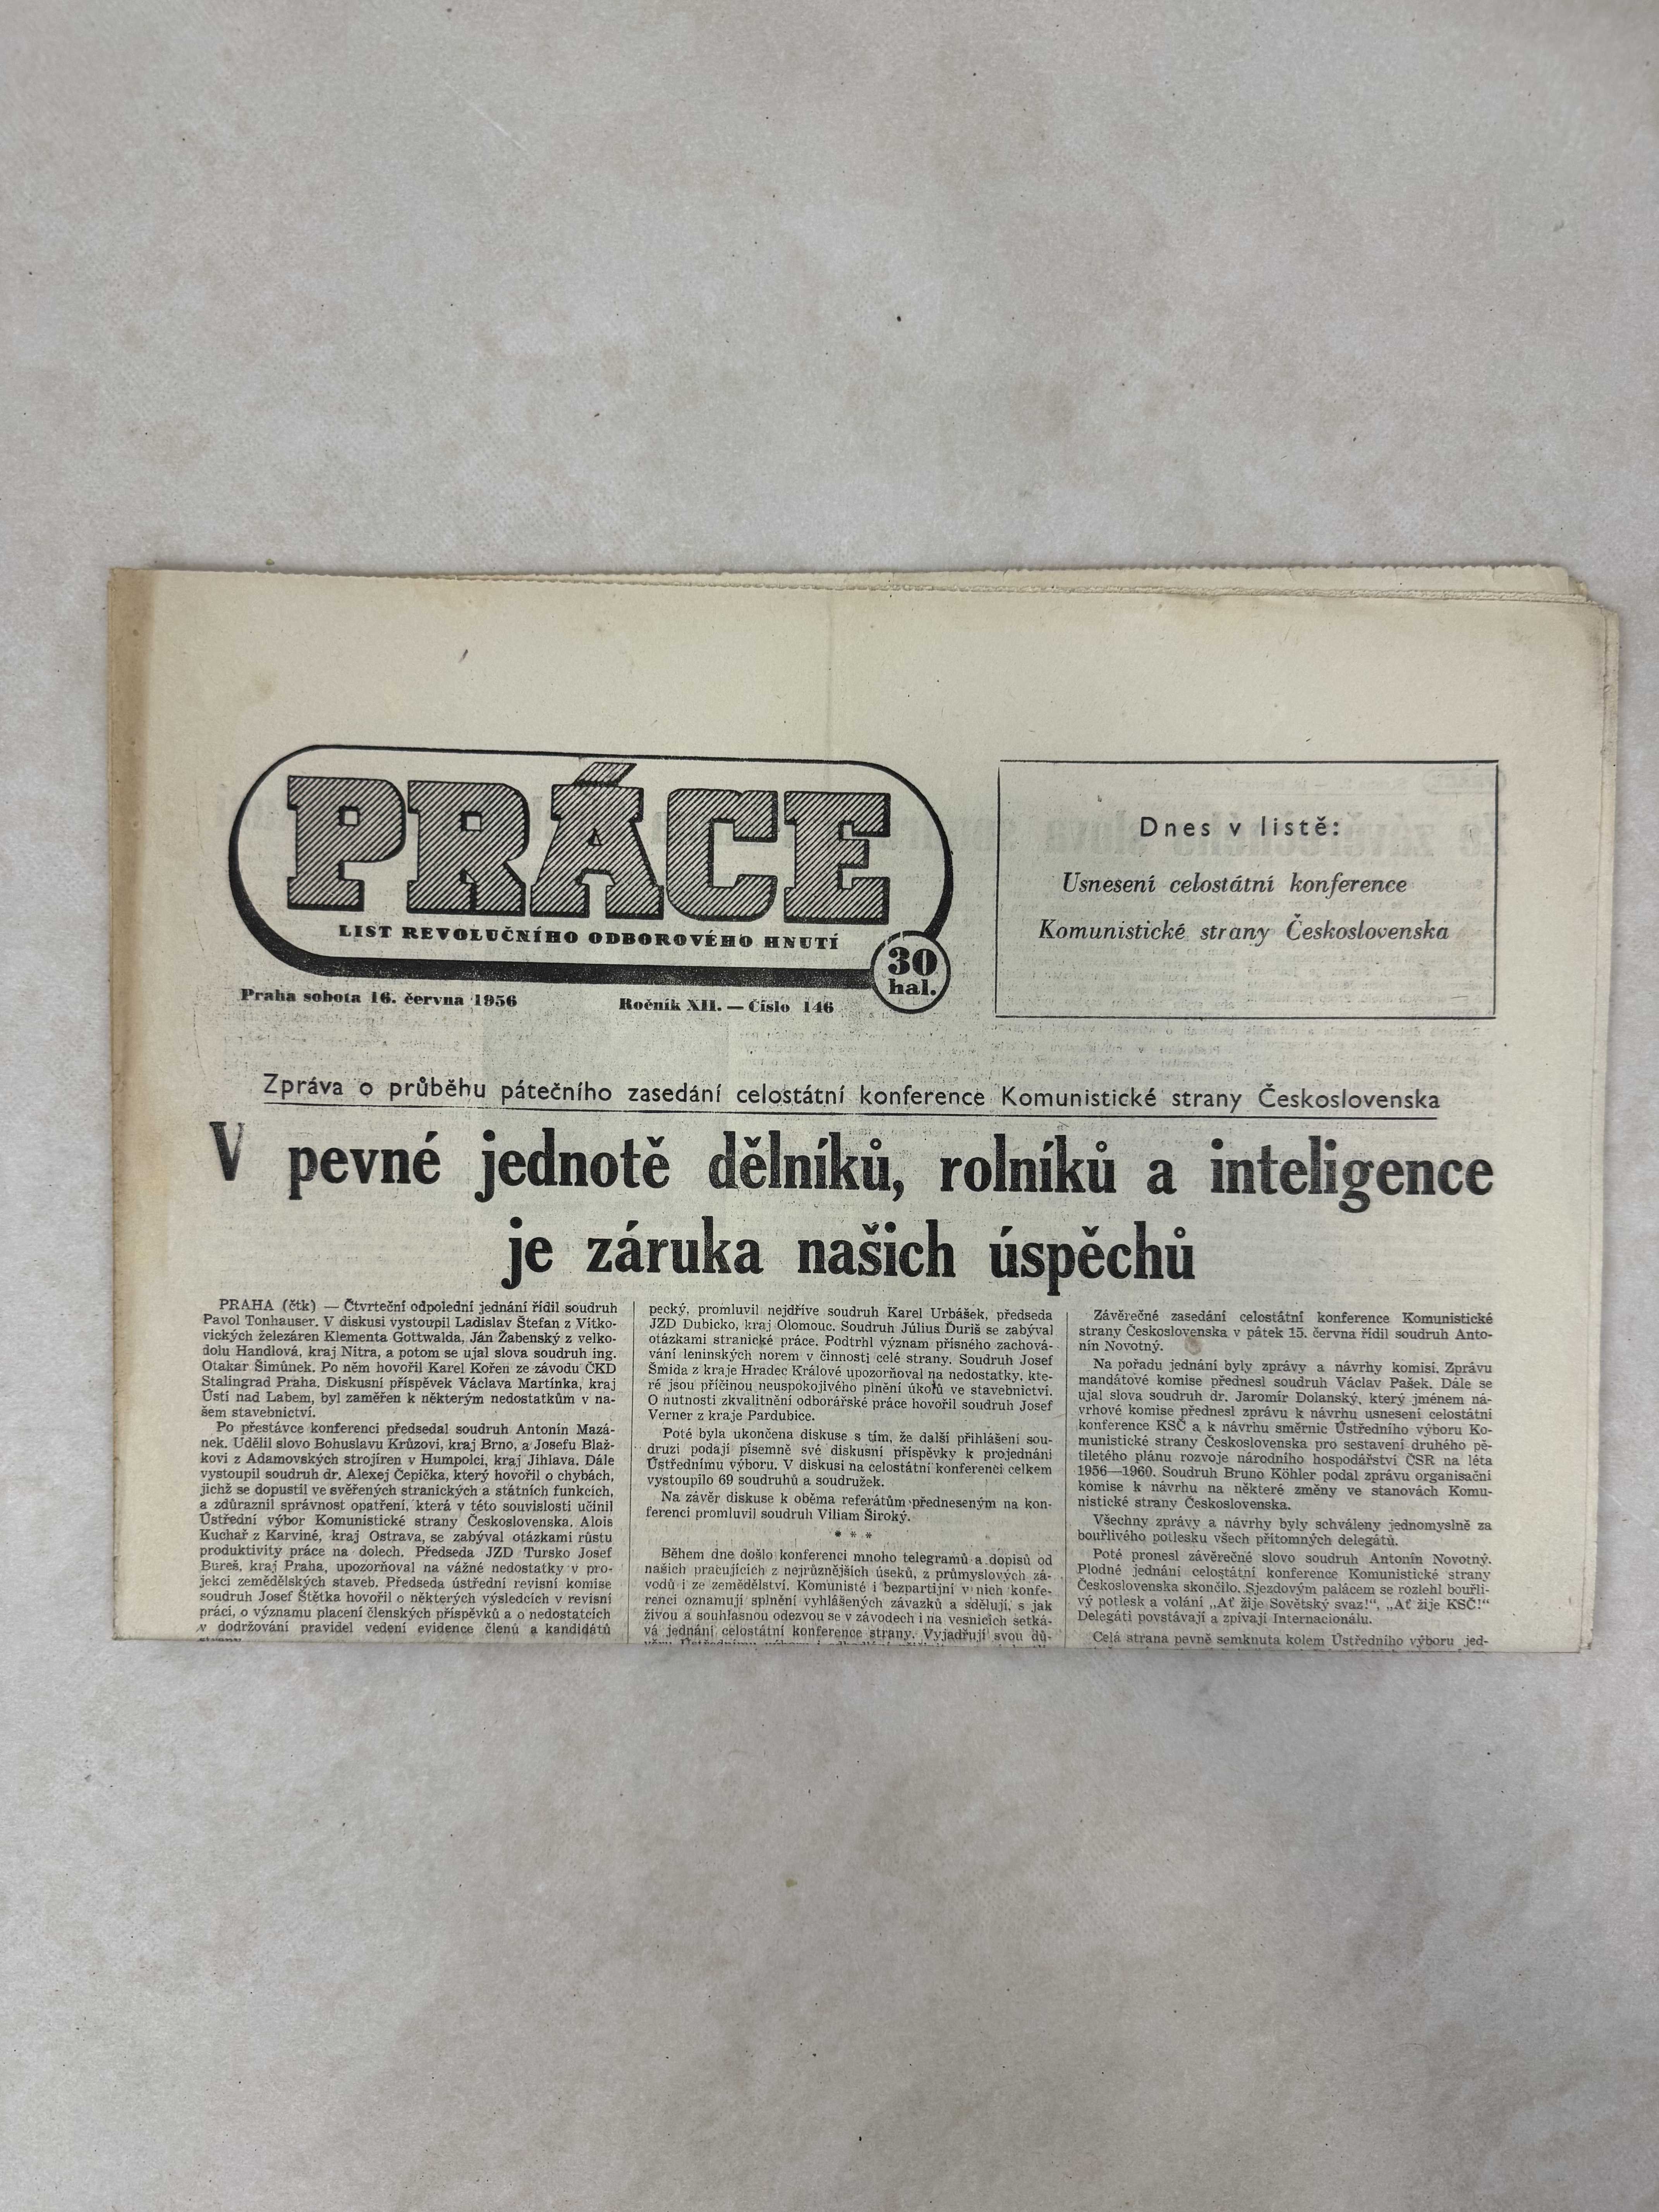 PRÁCE
LIST REVOLUČNÍHO ODBOROVÉHO HNUTÍ
30
hal.
Praha sobota 16. června 1956
Ročník XII. — Číslo 146
Dnes v listě:
Usnesení celostátní konference
Komunistické strany Československa
Zpráva o průběhu pátečního zasedání celostátní konference Komunistické strany Československa
V pevné jednotě dělníků, rolníků a inteligence
je záruka našich úspěchů
PRAHA (čtk) — Čtvrteční odpolední jednání řídil soudruh
Pavol Tonhauser. V diskusi vystoupil Ladislav Štefan z Vítko-
vických železáren Klementa Gottwalda, Ján Žabenský z velko-
dolu Handlová, kraj Nitra, a potom se ujal slova soudruh ing.
Otakar Šimůnek. Po něm hovořil Karel Kořen ze závodu ČKD
Stalingrad Praha. Diskusní příspěvek Václava Martínka, kraj
Ústí nad Labem, byl zaměřen k některým nedostatkům v na-
šem stavebnictví.
Po přestávce konferenci předsedal soudruh Antonín Mazá-
nek. Udělil slovo Bohuslavu Krůzovi, kraj Brno, a Josefu Blaž-
kovi z Adamovských strojíren v Humpolci, kraj Jihlava. Dále
vystoupil soudruh dr. Alexej Čepička, který hovořil o chybách,
jichž se dopustil ve svěřených stranických a státních funkcích,
a zdůraznil správnost opatření, která v této souvislosti učinil
Ústřední výbor Komunistické strany Československa. Alois
Kuchař z Karviné, kraj Ostrava, se zabýval otázkami růstu
produktivity práce na dolech. Předseda JZD Tursko Josef
Bureš, kraj Praha, upozorňoval na vážné nedostatky v pro-
jekci zemědělských staveb. Předseda ústřední revisní komise
soudruh Josef Štětka hovořil o některých výsledcích v revisní
práci, o významu placení členských příspěvků a o nedostatcích
v dodržování pravidel vedení evidence členů a kandidátů
pecký, promluvil nejdříve soudruh Karel Urbášek, předseda
JZD Dubicko, kraj Olomouc. Soudruh Július Ďuriš se zabýval
otázkami stranické práce. Podtrhl význam přísného zachová-
vání leninských norem v činnosti celé strany. Soudruh Josef
Šmída z kraje Hradec Králové upozorňoval na nedostatky, kte-
ré jsou příčinou neuspokojivého plnění úkolů ve stavebnictví.
O nutnosti zkvalitnění odborářské práce hovořil soudruh Josef
Verner z kraje Pardubice.
Poté byla ukončena diskuse s tím, že další přihlášení sou-
druzi podají písemně své diskusní příspěvky k projednání
Ústřednímu výboru. V diskusi na celostátní konferenci celkem
vystoupilo 69 soudruhů a soudružek.
Na závěr diskuse k oběma referátům předneseným na kon-
ferenci promluvil soudruh Viliam Široký.
* * *
Během dne došlo konferenci mnoho telegramů a dopisů od
našich pracujících z nejrůznějších úseků, z průmyslových zá-
vodů i ze zemědělství. Komunisté i bezpartijní v nich konfe-
renci oznamují splnění vyhlášených závazků a sdělují, s jak
živou a souhlasnou odezvou se v závodech i na vesnicích setká-
vá jednání celostátní konference strany. Vyjadřují svou dů-
Závěrečné zasedání celostátní konference Komunistické
strany Československa v pátek 15. června řídil soudruh Anto-
nín Novotný.
Na pořadu jednání byly zprávy a návrhy komisí. Zprávu
mandátové komise přednesl soudruh Václav Pašek. Dále se
ujal slova soudruh dr. Jaromír Dolanský, který jménem ná-
vrhové komise přednesl zprávu k návrhu usnesení celostátní
konference KSČ a k návrhu směrnic Ústředního výboru Ko-
munistické strany Československa pro sestavení druhého pě-
tiletého plánu rozvoje národního hospodářství ČSR na léta
1956—1960. Soudruh Bruno Köhler podal zprávu organisační
komise k návrhu na některé změny ve stanovách Komu-
nistické strany Československa.
Všechny zprávy a návrhy byly schváleny jednomyslně za
bouřlivého potlesku všech přítomných delegátů.
Poté pronesl závěrečné slovo soudruh Antonín Novotný.
Plodné jednání celostátní konference Komunistické strany
Československa skončilo. Sjezdovým palácem se rozlehl bouřli-
vý potlesk a volání „Ať žije Sovětský svaz!“, „Ať žije KSČ!“
Delegáti povstávají a zpívají Internacionálu.
Celá strana pevně semknuta kolem Ústředního výboru jed-